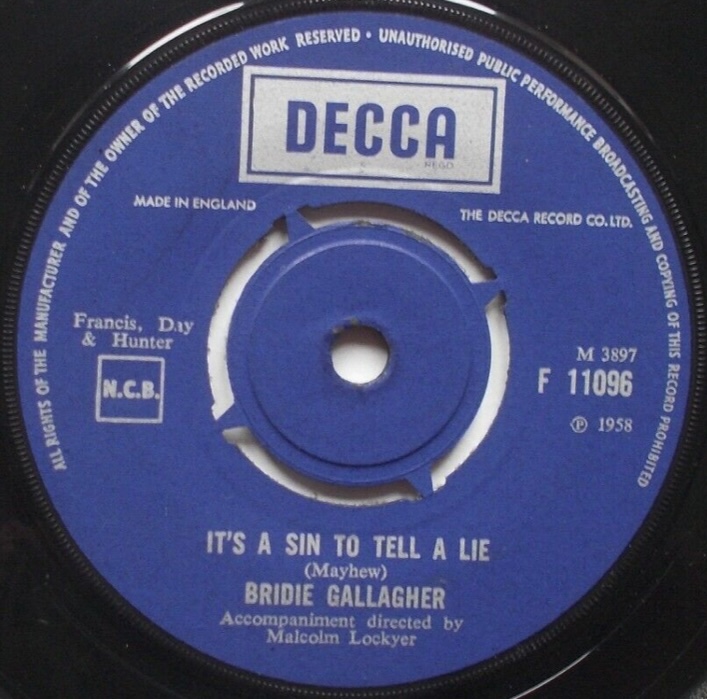 ALL RIGHTS OF THE MANUFACTURER AND OF THE OWNER OF THE RECORDED WORK RESERVED • UNAUTHORISED PUBLIC PERFORMANCE BROADCASTING AND COPYING OF THIS RECORD PROHIBITED
DECCA
REGD
MADE IN ENGLAND
THE DECCA RECORD CO. LTD.
Francis, Day
& Hunter
N.C.B.
M 3897
F 11096
℗ 1958
IT'S A SIN TO TELL A LIE
(Mayhew)
BRIDIE GALLAGHER
Accompaniment directed by
Malcolm Lockyer